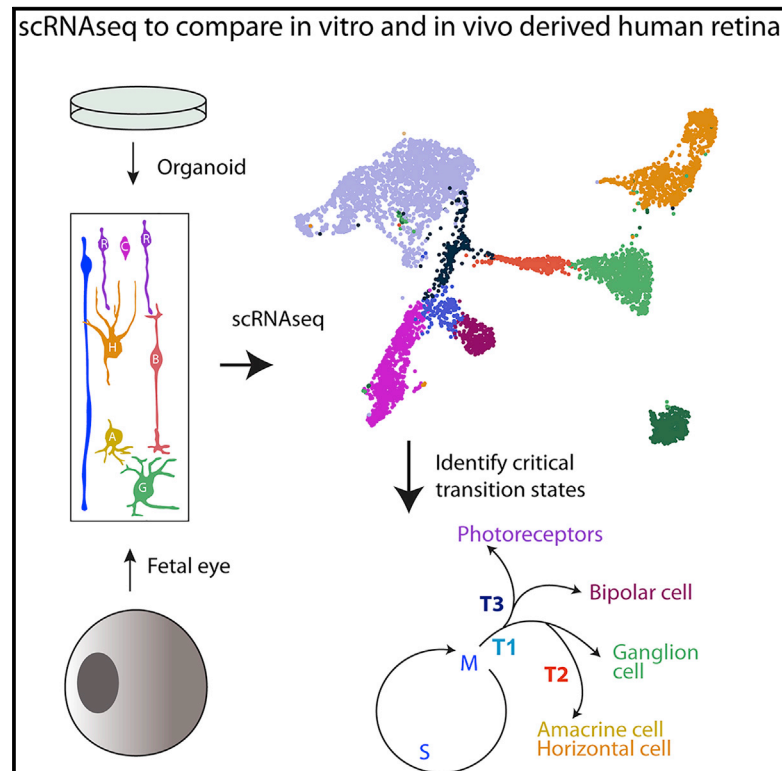 scRNAseq to compare in vitro and in vivo derived human retina
Organoid
R
C
R
H
B
A
G
scRNAseq
Fetal eye
Identify critical
transition states
Photoreceptors
T3
Bipolar cell
T1
M
Ganglion
cell
T2
Amacrine cell
Horizontal cell
S